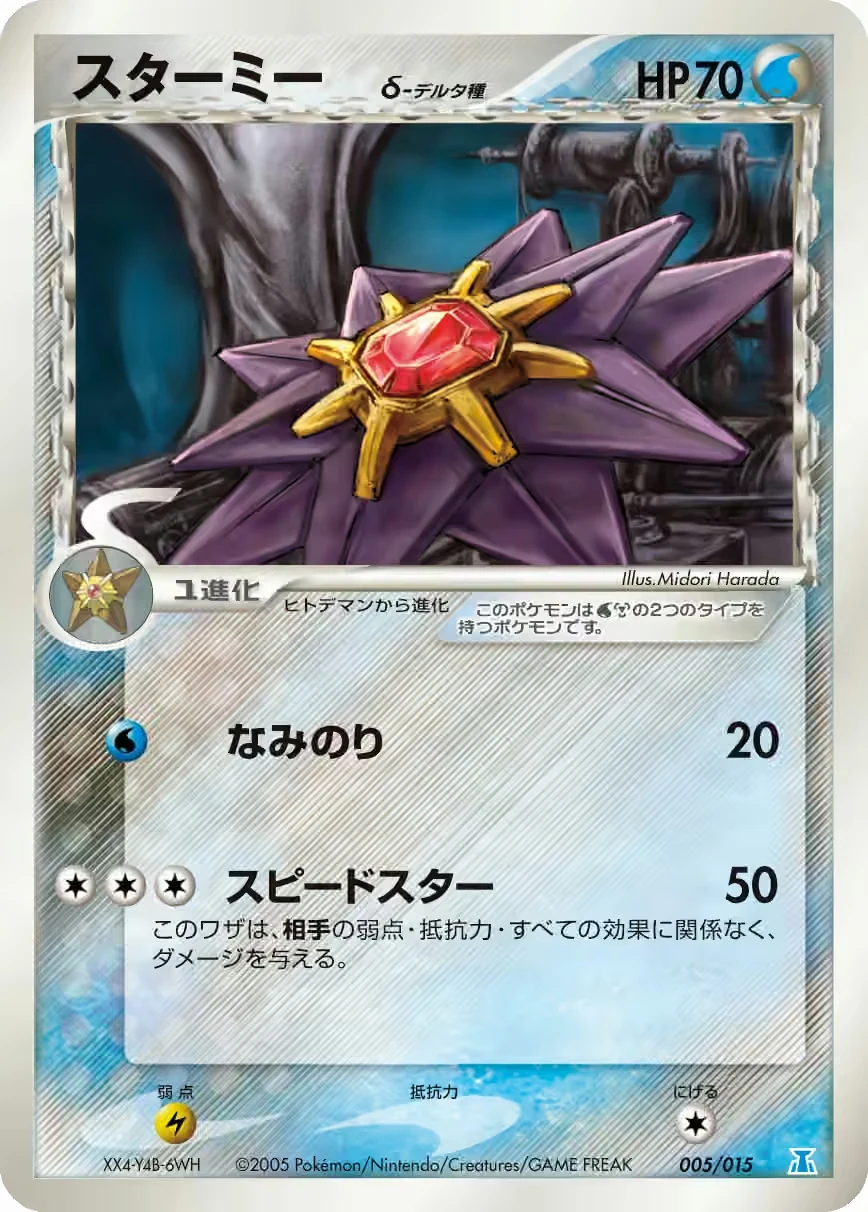 スターミー δ-デルタ種 HP70
Illus.Midori Harada
1進化 ヒトデマンから進化
このポケモンはの2つのタイプを
持つポケモンです。
なみのり 20
スピードスター 50
このワザは、相手の弱点・抵抗力・すべての効果に関係なく、
ダメージを与える。
弱点 抵抗力 にげる
XX4-Y4B-6WH ©2005 Pokémon/Nintendo/Creatures/GAME FREAK 005/015